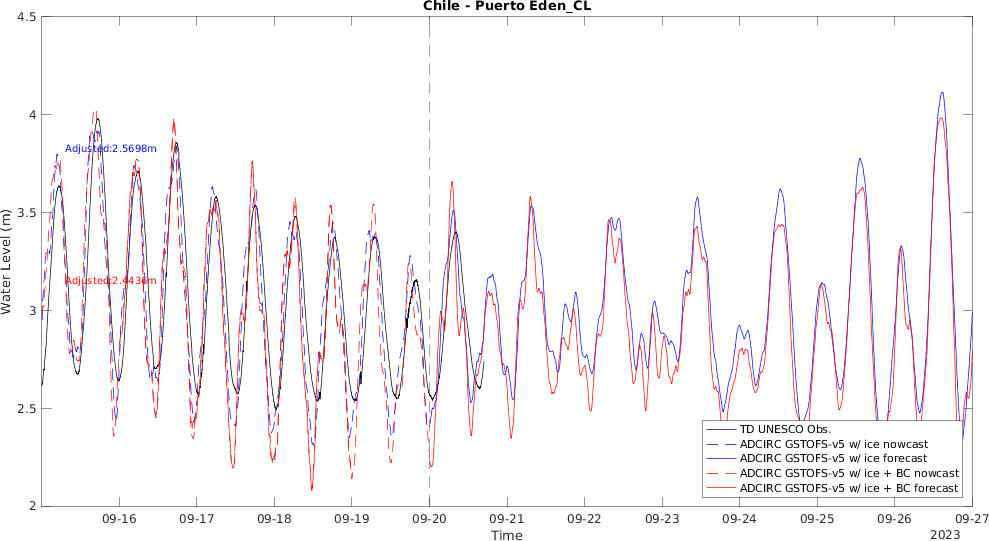 Chile - Puerto Eden_CL
4.5
4
3.5
3
2.5
2
Water Level (m)
Adjusted:2.5698m
Adjusted:2.4436m
TD UNESCO Obs.
ADCIRC GSTOFS-v5 w/ ice nowcast
ADCIRC GSTOFS-v5 w/ ice forecast
ADCIRC GSTOFS-v5 w/ ice + BC nowcast
ADCIRC GSTOFS-v5 w/ ice + BC forecast
09-16 09-17 09-18 09-19 09-20 09-21 09-22 09-23 09-24 09-25 09-26 09-27
Time
2023